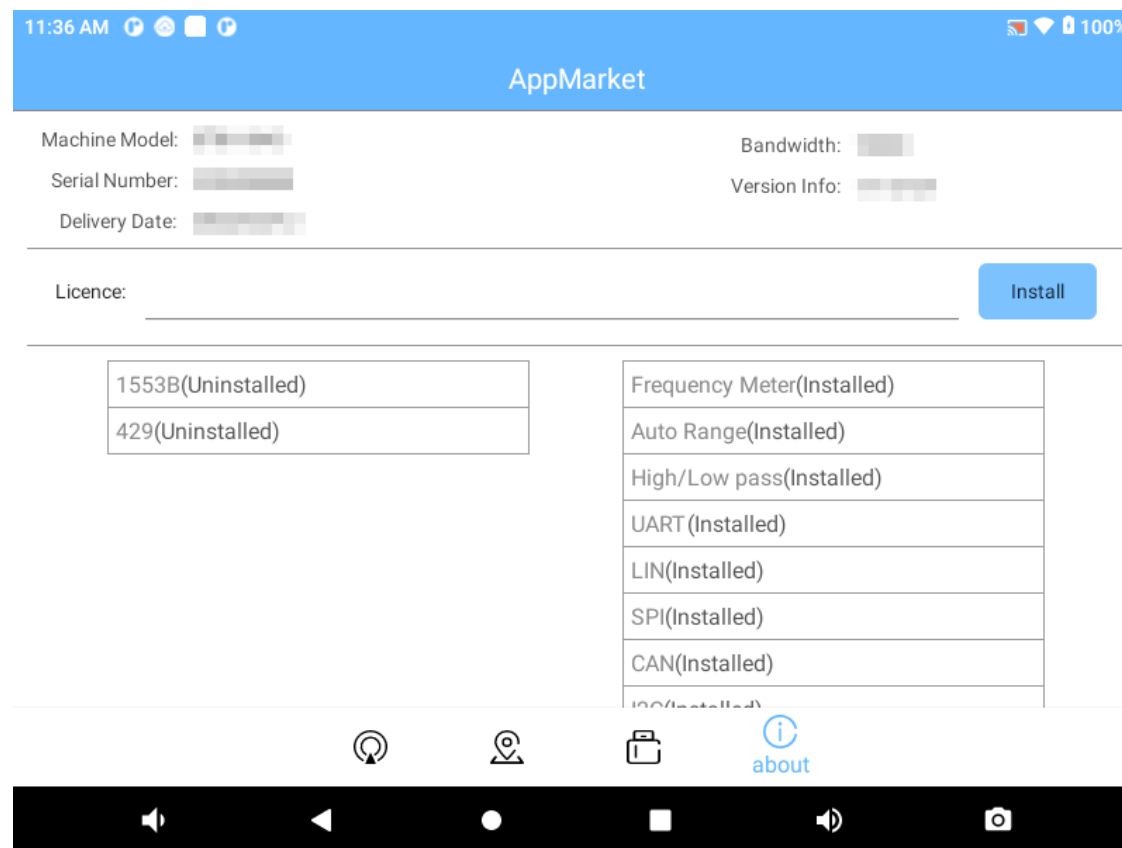 11:36 AM 100%
AppMarket
Machine Model:
Bandwidth:
Serial Number:
Version Info:
Delivery Date:
Licence:
Install
1553B(Uninstalled)
429(Uninstalled)
Frequency Meter(Installed)
Auto Range(Installed)
High/Low pass(Installed)
UART(Installed)
LIN(Installed)
SPI(Installed)
CAN(Installed)
I2C(Installed)
about